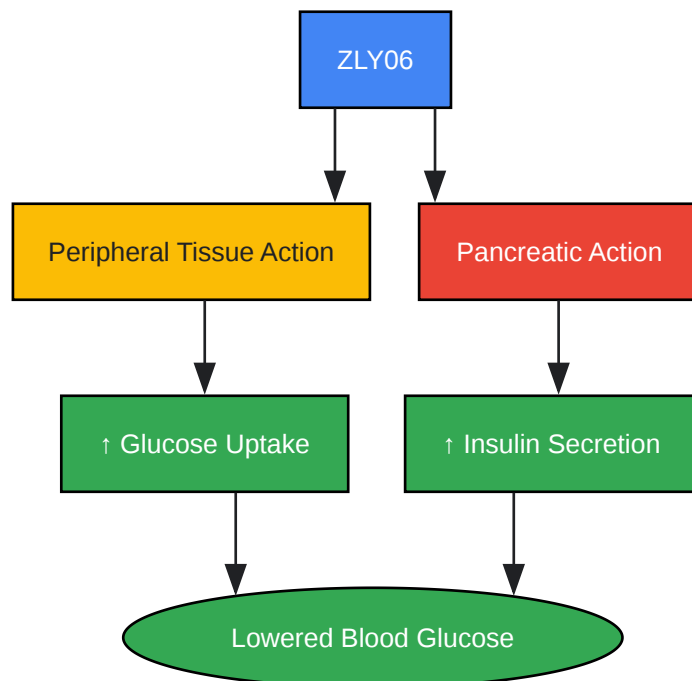 ZLY06
Peripheral Tissue Action
Pancreatic Action
↑ Glucose Uptake
↑ Insulin Secretion
Lowered Blood Glucose